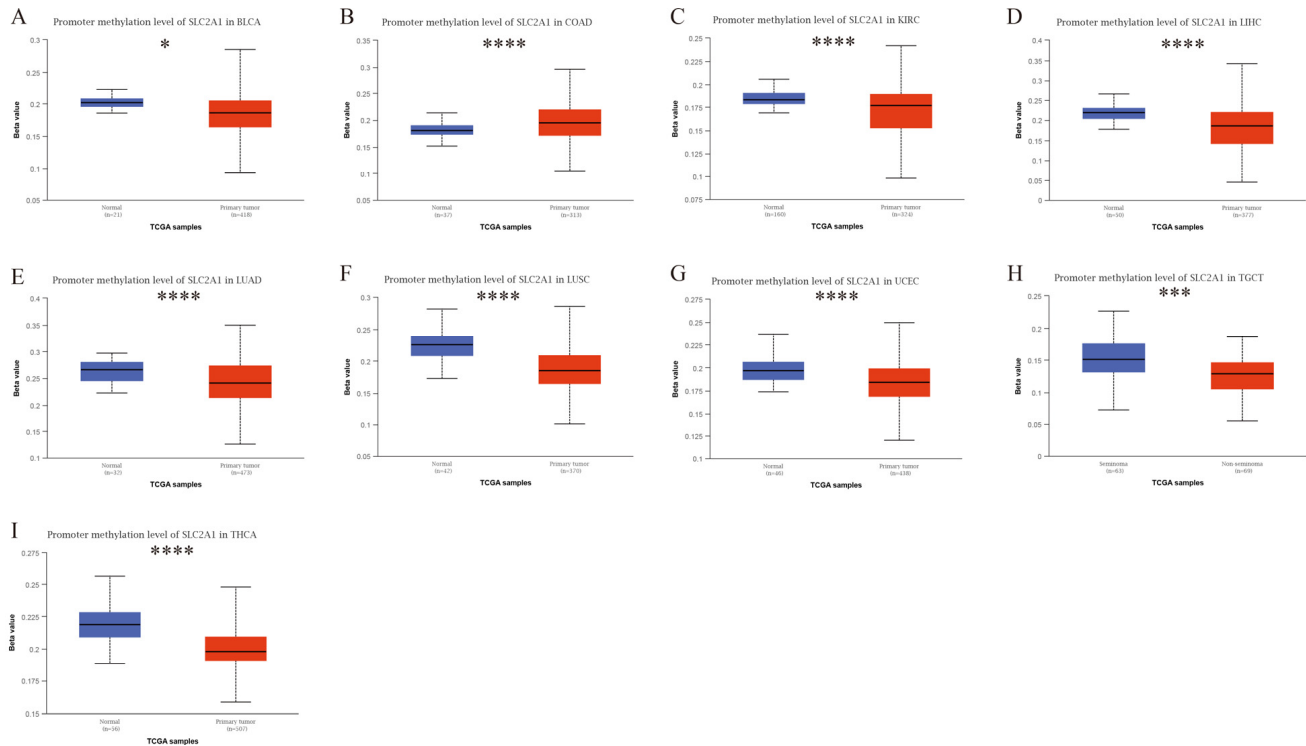 A
Promoter methylation level of SLC2A1 in BLCA
*
0.3
0.25
0.2
0.15
0.1
0.05
Beta value
Normal
(n=21)
Primary tumor
(n=418)
TCGA samples
B
Promoter methylation level of SLC2A1 in COAD
****
0.35
0.3
0.25
0.2
0.15
0.1
0.05
Beta value
Normal
(n=37)
Primary tumor
(n=313)
TCGA samples
C
Promoter methylation level of SLC2A1 in KIRC
****
0.25
0.225
0.2
0.175
0.15
0.125
0.1
0.075
Beta value
Normal
(n=160)
Primary tumor
(n=324)
TCGA samples
D
Promoter methylation level of SLC2A1 in LIHC
****
0.4
0.35
0.3
0.25
0.2
0.15
0.1
0.05
0
Beta value
Normal
(n=50)
Primary tumor
(n=377)
TCGA samples
E
Promoter methylation level of SLC2A1 in LUAD
****
0.4
0.35
0.3
0.25
0.2
0.15
0.1
Beta value
Normal
(n=32)
Primary tumor
(n=473)
TCGA samples
F
Promoter methylation level of SLC2A1 in LUSC
****
0.3
0.25
0.2
0.15
0.1
0.05
Beta value
Normal
(n=42)
Primary tumor
(n=370)
TCGA samples
G
Promoter methylation level of SLC2A1 in UCEC
****
0.275
0.25
0.225
0.2
0.175
0.15
0.125
0.1
Beta value
Normal
(n=46)
Primary tumor
(n=438)
TCGA samples
H
Promoter methylation level of SLC2A1 in TGCT
***
0.25
0.2
0.15
0.1
0.05
0
Beta value
Seminoma
(n=63)
Non-seminoma
(n=69)
TCGA samples
I
Promoter methylation level of SLC2A1 in THCA
****
0.275
0.25
0.225
0.2
0.175
0.15
Beta value
Normal
(n=56)
Primary tumor
(n=507)
TCGA samples